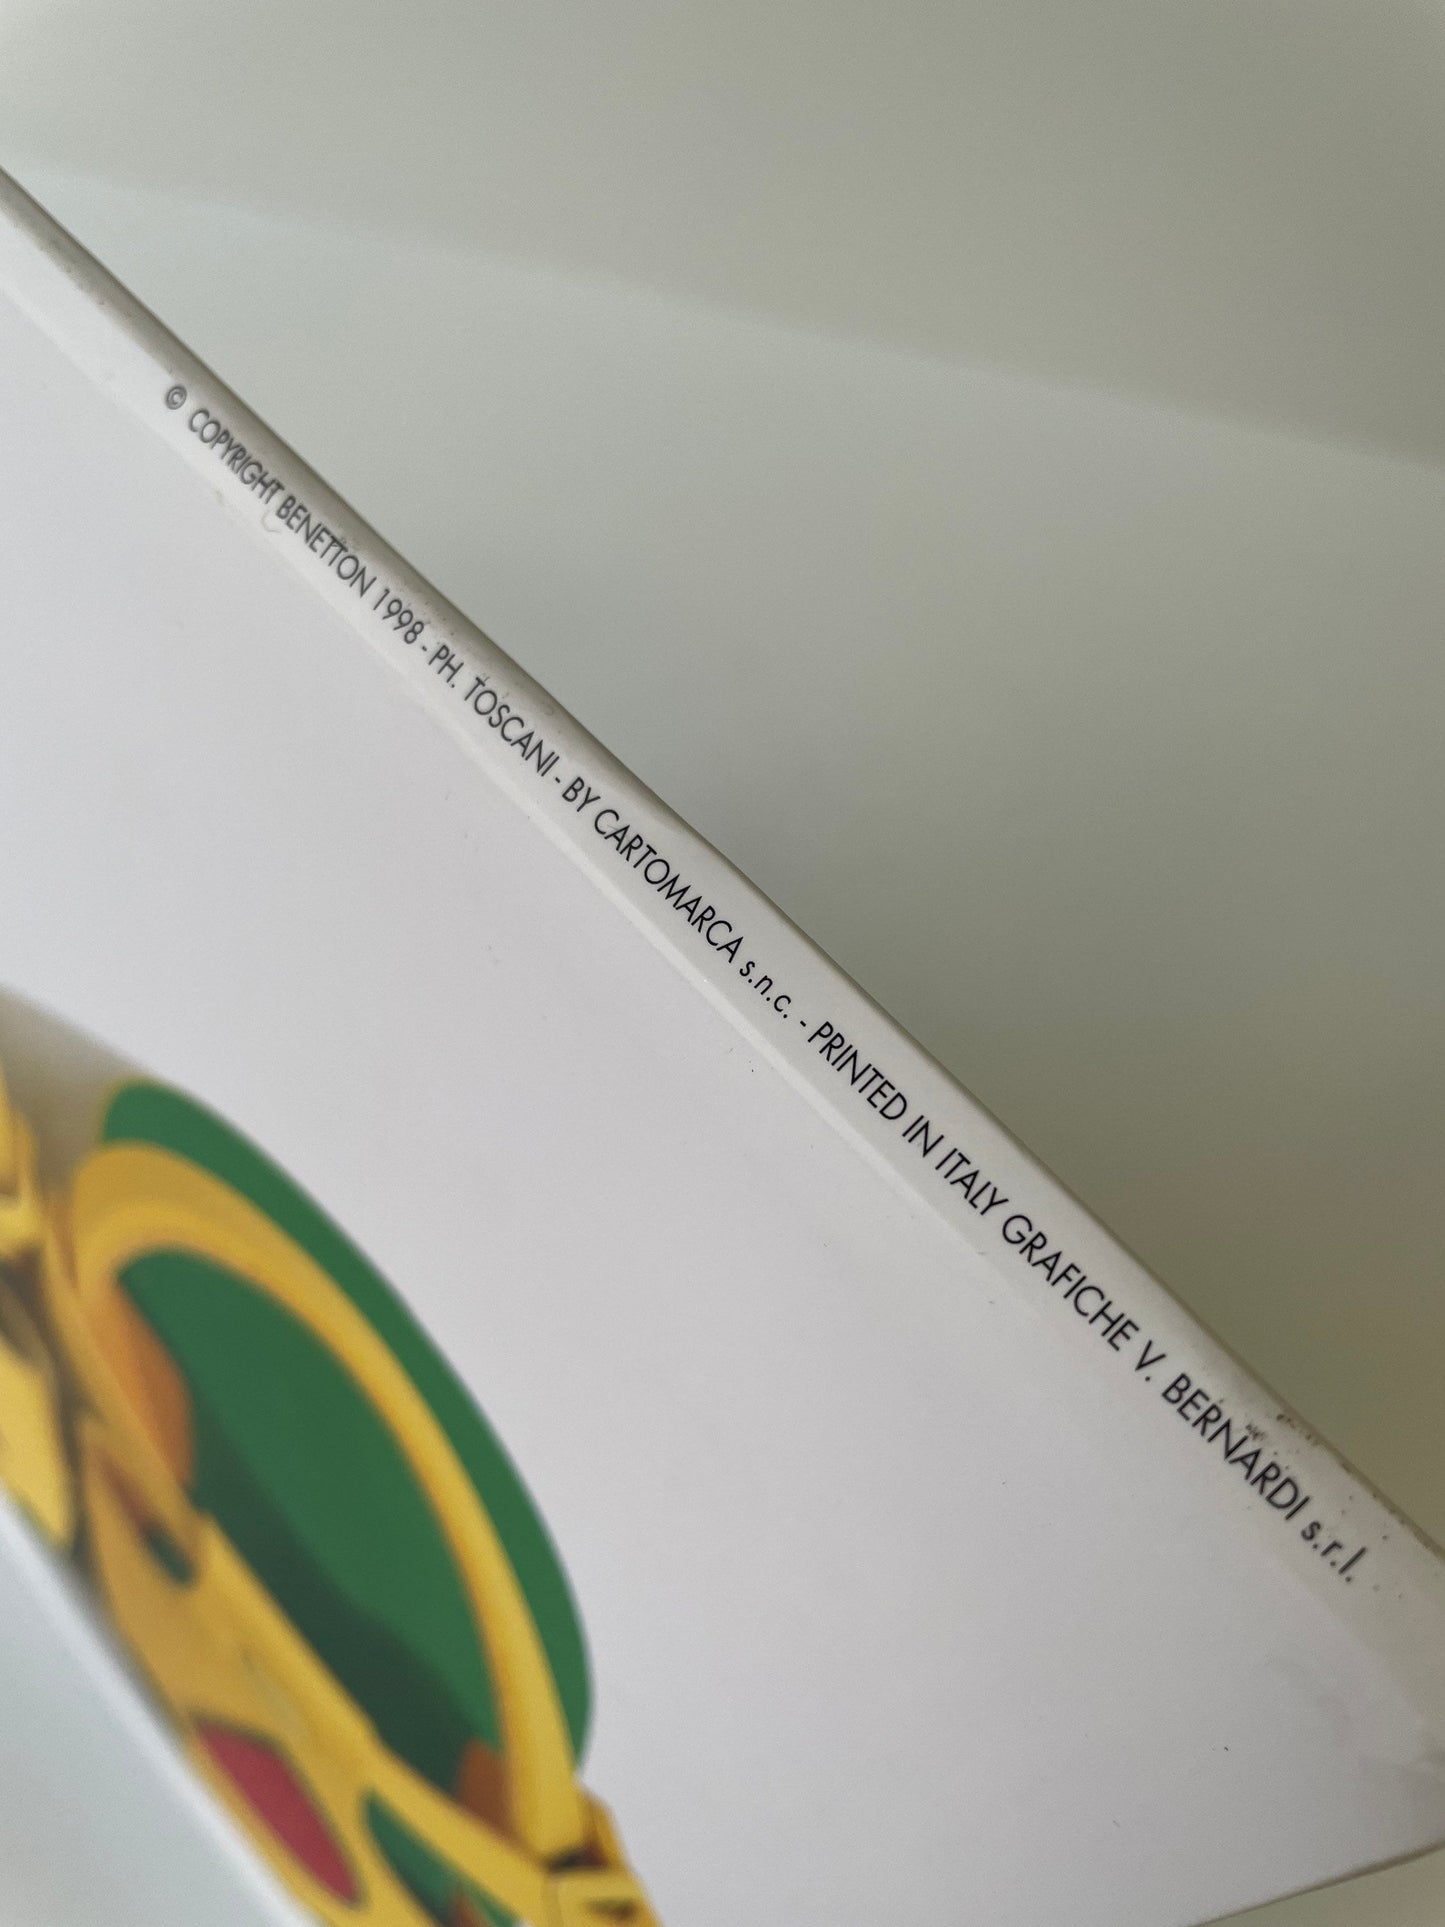 © COPYRIGHT BENETTON 1998 - PH. TOSCANI - BY CARTOMARCA s.n.c. - PRINTED IN ITALY GRAFICHE V. BERNARDI s.r.l.